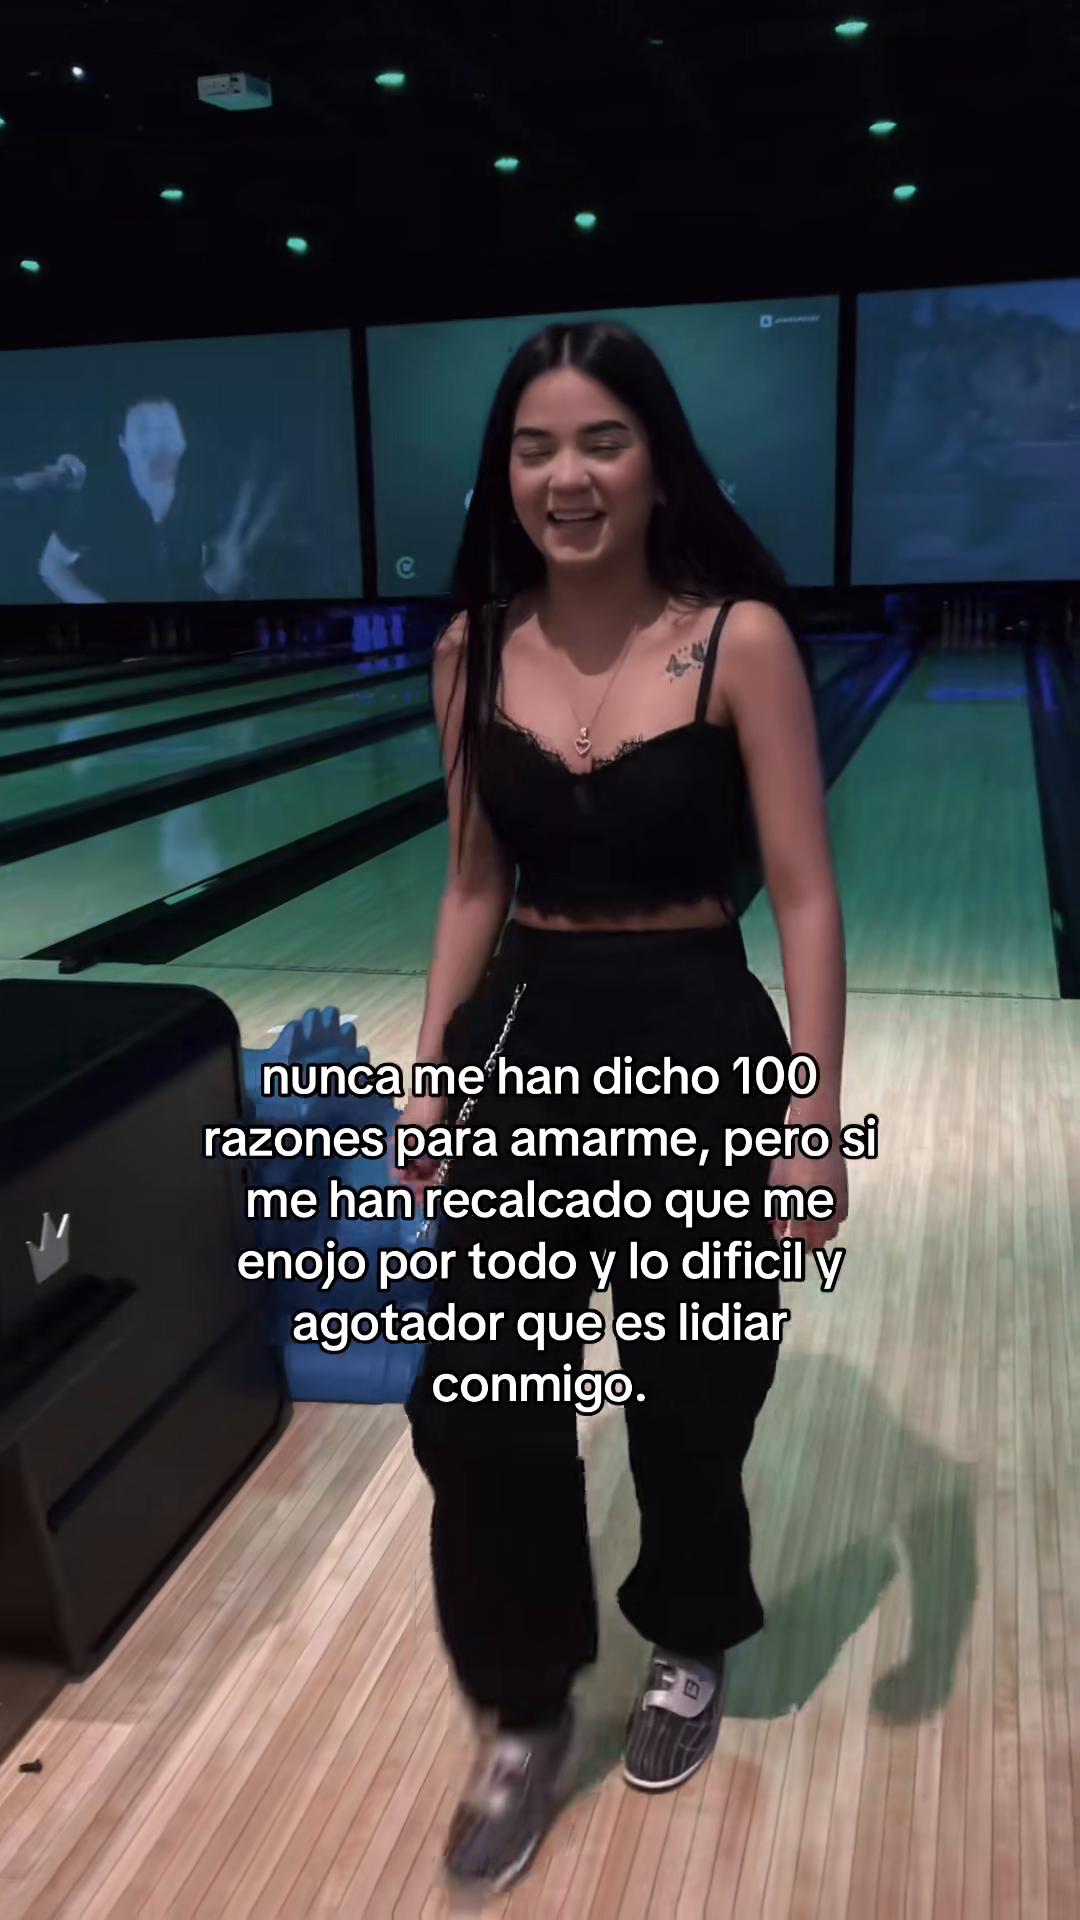 nunca me han dicho 100
razones para amarme, pero si
me han recalcado que me
enojo por todo y lo dificil y
agotador que es lidiar
conmigo.